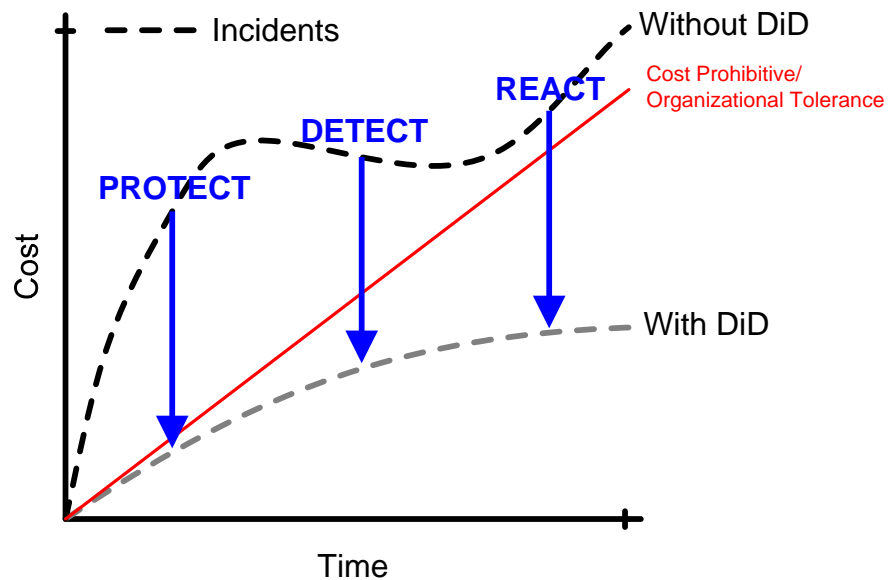 Incidents
Without DiD
Cost Prohibitive/
Organizational Tolerance
REACT
DETECT
PROTECT
Cost
With DiD
Time